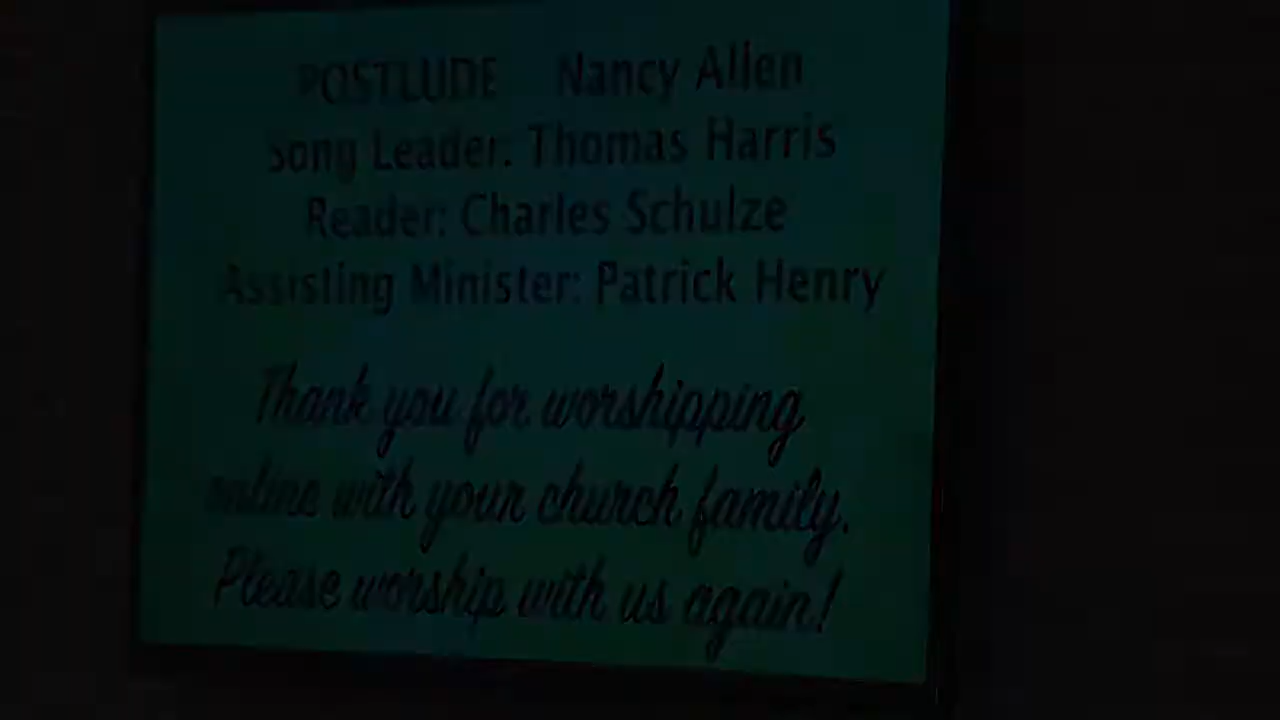 POSTLUDE Nancy Allen
Song Leader: Thomas Harris
Reader: Charles Schulze
Assisting Minister: Patrick Henry
Thank you for worshipping
online with your church family.
Please worship with us again!